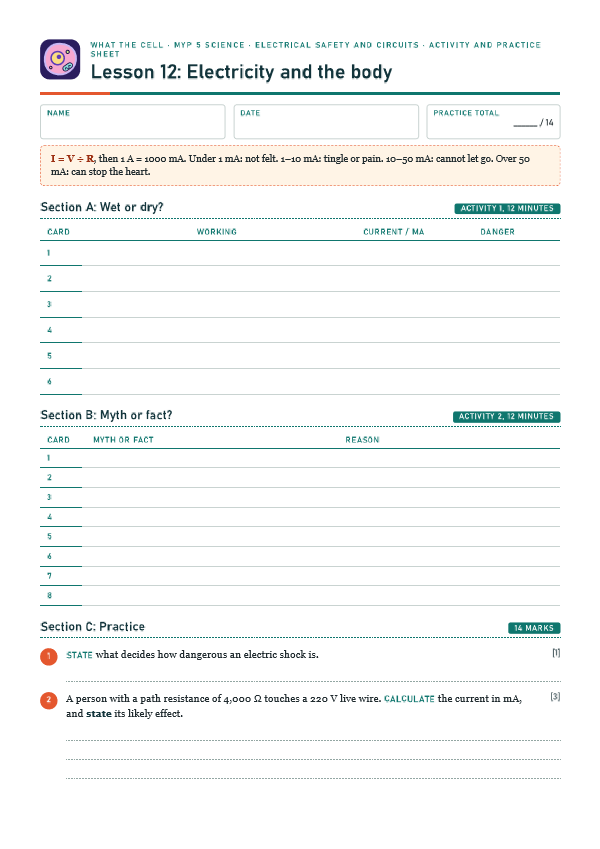 WHAT THE CELL · MYP 5 SCIENCE · ELECTRICAL SAFETY AND CIRCUITS · ACTIVITY AND PRACTICE
SHEET
Lesson 12: Electricity and the body
NAME
DATE
PRACTICE TOTAL
_____ / 14
I = V ÷ R, then 1 A = 1000 mA. Under 1 mA: not felt. 1–10 mA: tingle or pain. 10–50 mA: cannot let go. Over 50
mA: can stop the heart.
Section A: Wet or dry?
ACTIVITY 1, 12 MINUTES
CARD WORKING CURRENT / MA DANGER
1
2
3
4
5
6
Section B: Myth or fact?
ACTIVITY 2, 12 MINUTES
CARD MYTH OR FACT REASON
1
2
3
4
5
6
7
8
Section C: Practice
14 MARKS
1 STATE what decides how dangerous an electric shock is. [1]
2 A person with a path resistance of 4,000 Ω touches a 220 V live wire. CALCULATE the current in mA, [3]
and state its likely effect.